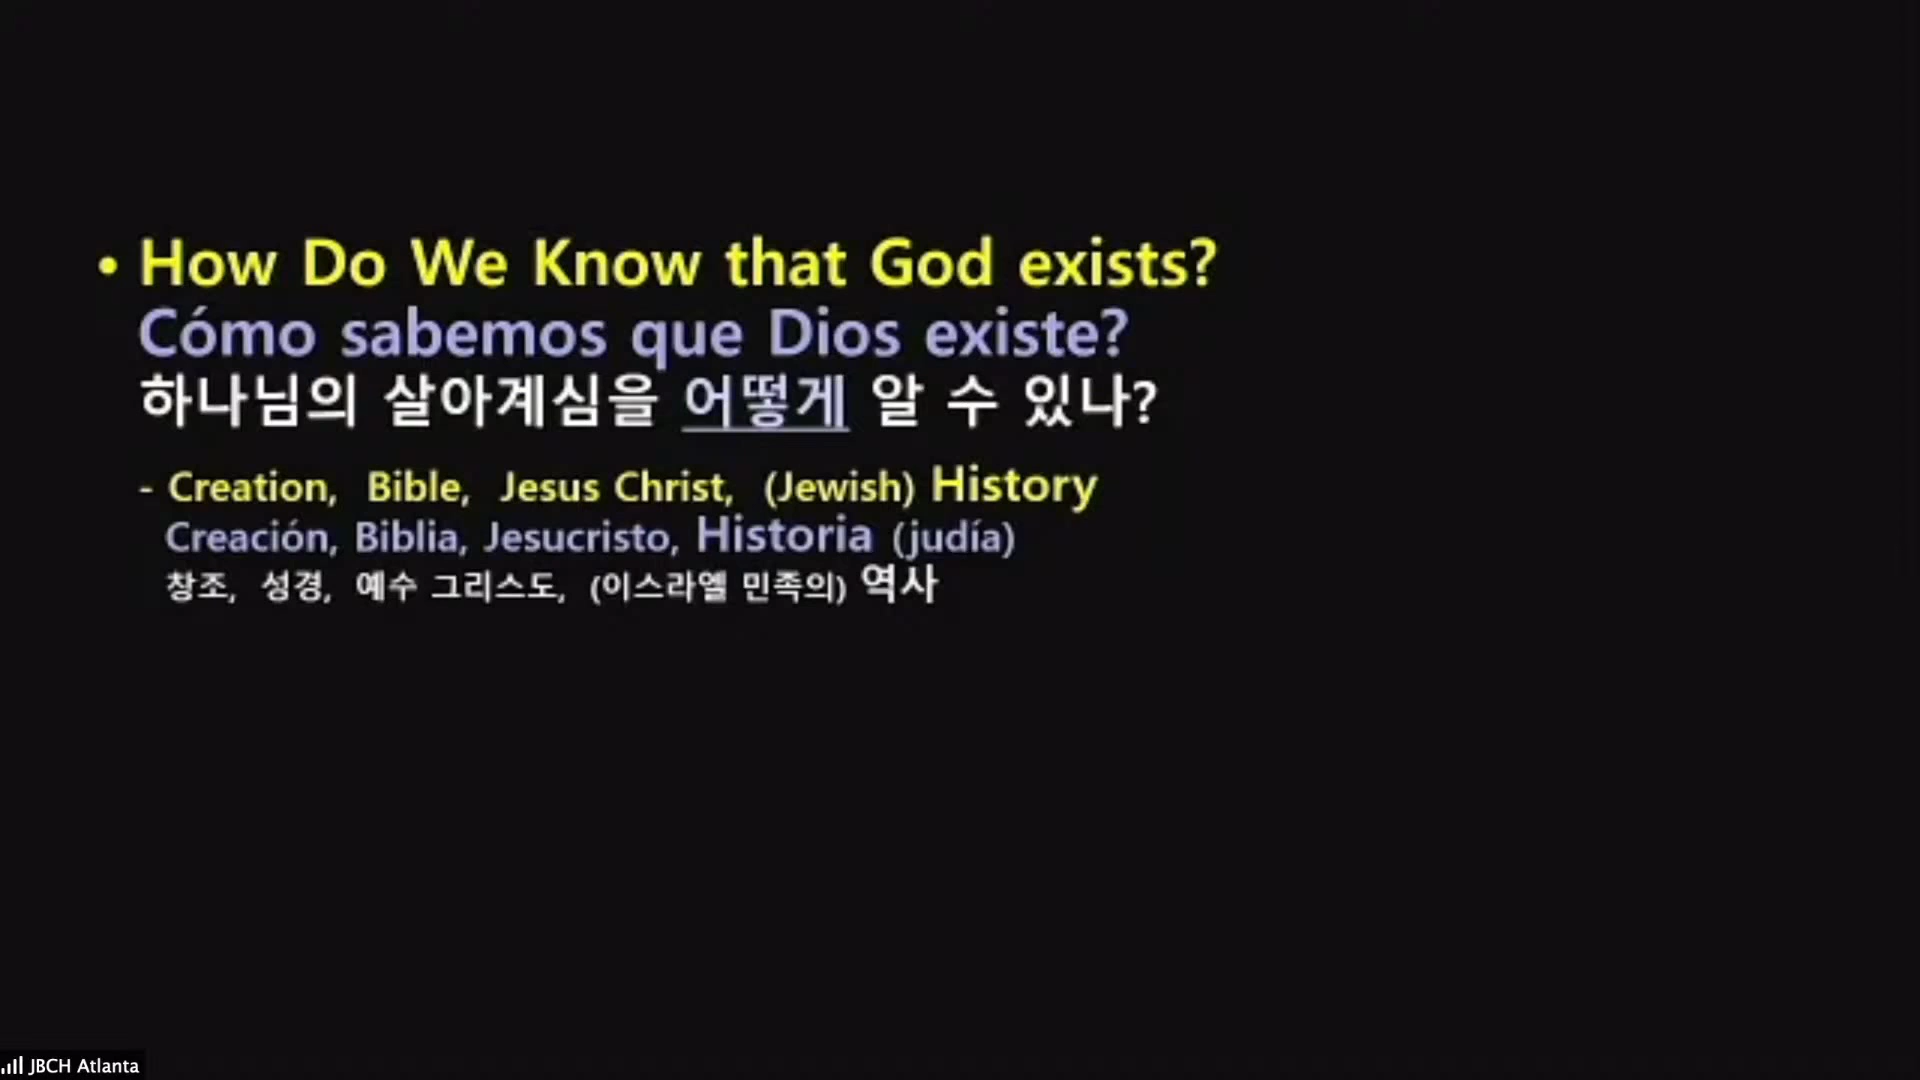 • How Do We Know that God exists?
Cómo sabemos que Dios existe?
하나님의 살아계심을 어떻게 알 수 있나?
- Creation, Bible, Jesus Christ, (Jewish) History
Creación, Biblia, Jesucristo, Historia (judía)
창조, 성경, 예수 그리스도, (이스라엘 민족의) 역사
JBCH Atlanta